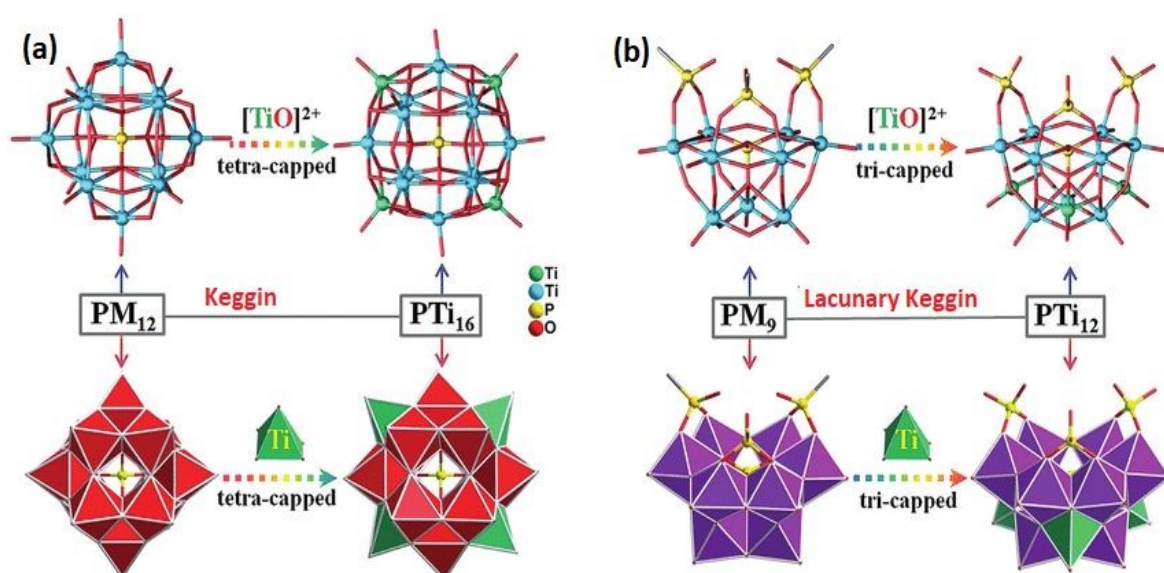 (a)
[TiO]²⁺
tetra-capped
PM₁₂
Keggin
PTi₁₆
Ti
tetra-capped
Ti
Ti
P
O
(b)
[TiO]²⁺
tri-capped
PM₉
Lacunary Keggin
PTi₁₂
Ti
tri-capped